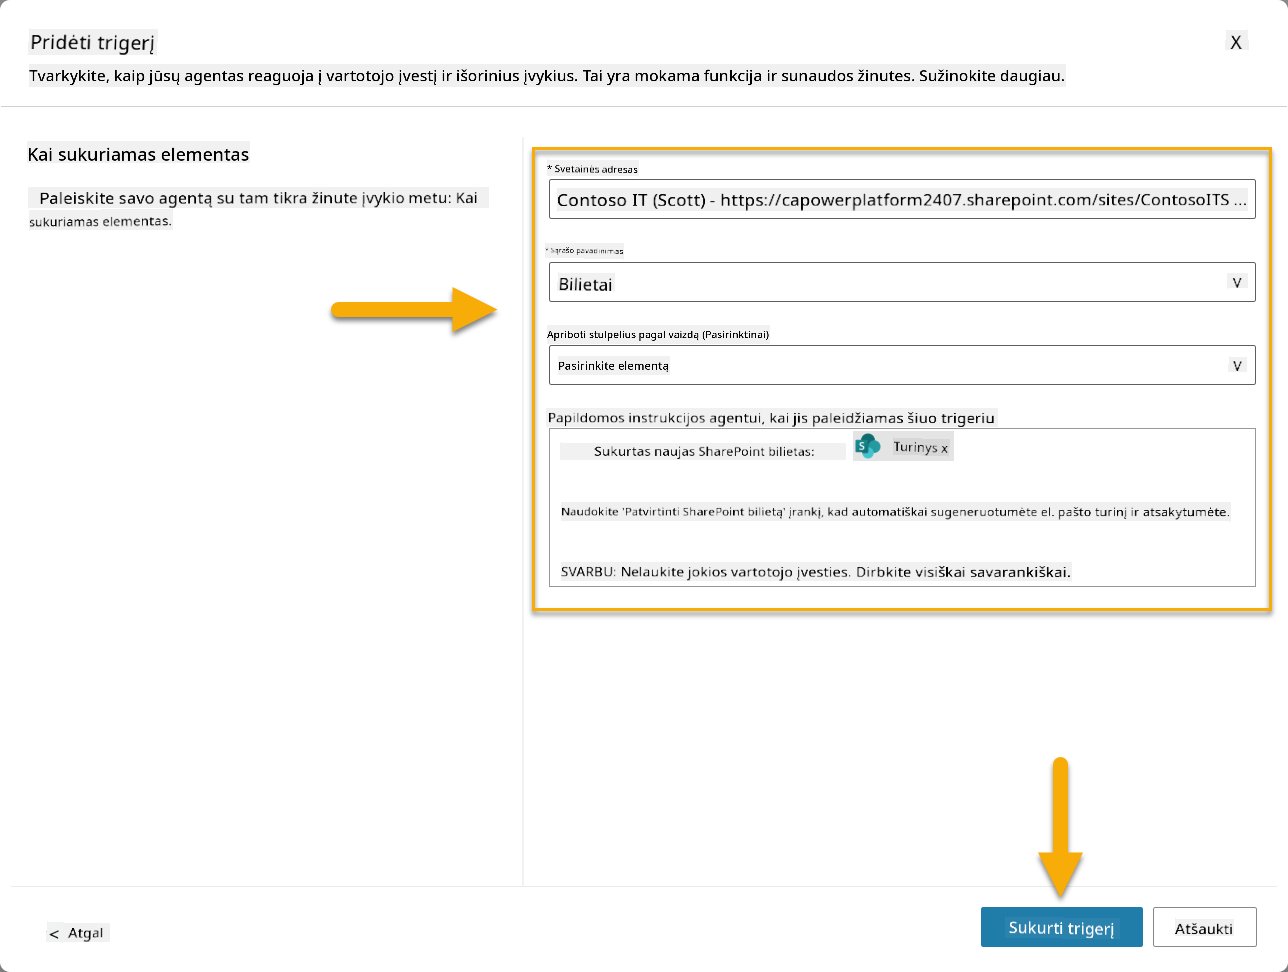 Pridėti trigerį
X
Tvarkykite, kaip jūsų agentas reaguoja į vartotojo įvestį ir išorinius įvykius. Tai yra mokama funkcija ir sunaudos žinutes. Sužinokite daugiau.
Kai sukuriamas elementas
Paleiskite savo agentą su tam tikra žinute įvykio metu: Kai
sukuriamas elementas.
* Svetainės adresas
Contoso IT (Scott) - https://capowerplatform2407.sharepoint.com/sites/ContosoITS ...
* Sąrašo pavadinimas
Bilietai
V
Apriboti stulpelius pagal vaizdą (Pasirinktinai)
Pasirinkite elementą
V
Papildomos instrukcijos agentui, kai jis paleidžiamas šiuo trigeriu
Sukurtas naujas SharePoint bilietas: S Turinys x
Naudokite 'Patvirtinti SharePoint bilietą' įrankį, kad automatiškai sugeneruotumėte el. pašto turinį ir atsakytumėte.
SVARBU: Nelaukite jokios vartotojo įvesties. Dirbkite visiškai savarankiškai.
< Atgal
Sukurti trigerį
Atšaukti